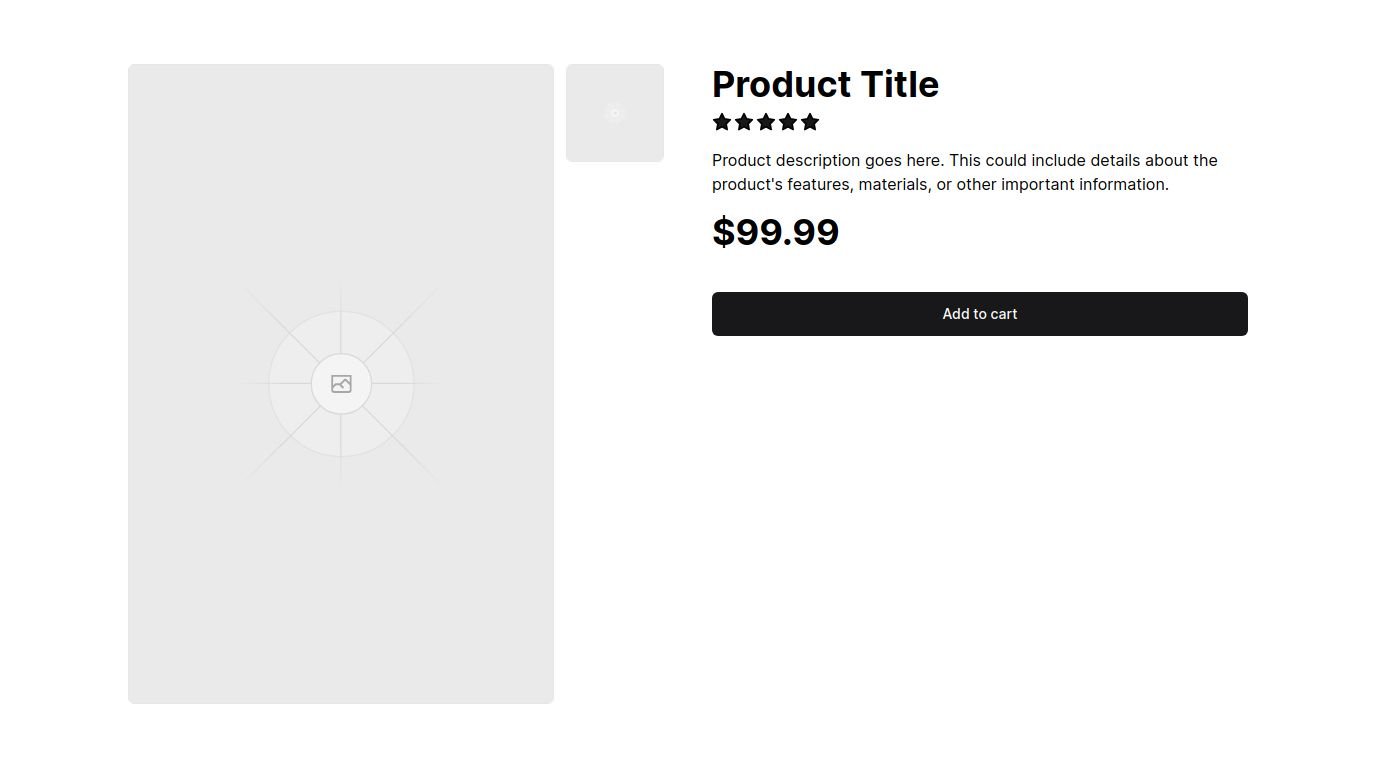 Product Title
Product description goes here. This could include details about the
product's features, materials, or other important information.
$99.99
Add to cart